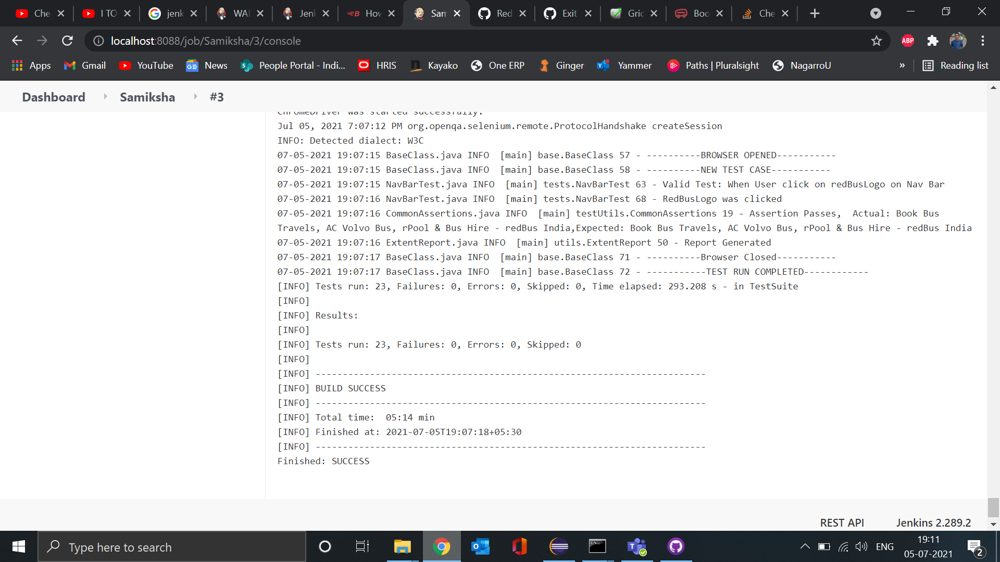 Che
I TO
jenk
WAI
Jenk
Hov
Sam
Red
Exit
Grid
Boo
Che
localhost:8088/job/Samiksha/3/console
ABP
Apps
Gmail
YouTube
News
People Portal - Indi...
HRIS
Kayako
One ERP
Ginger
Yammer
Paths | Pluralsight
NagarroU
»
Reading list
Dashboard
Samiksha
#3
ChromeDriver was started successfully.
Jul 05, 2021 7:07:12 PM org.openqa.selenium.remote.ProtocolHandshake createSession
INFO: Detected dialect: W3C
07-05-2021 19:07:15 BaseClass.java INFO  [main] base.BaseClass 57 - ----------BROWSER OPENED-----------
07-05-2021 19:07:15 BaseClass.java INFO  [main] base.BaseClass 58 - ----------NEW TEST CASE-----------
07-05-2021 19:07:15 NavBarTest.java INFO  [main] tests.NavBarTest 63 - Valid Test: When User click on redBusLogo on Nav Bar
07-05-2021 19:07:16 NavBarTest.java INFO  [main] tests.NavBarTest 68 - RedBusLogo was clicked
07-05-2021 19:07:16 CommonAssertions.java INFO  [main] testUtils.CommonAssertions 19 - Assertion Passes,  Actual: Book Bus
Travels, AC Volvo Bus, rPool & Bus Hire - redBus India,Expected: Book Bus Travels, AC Volvo Bus, rPool & Bus Hire - redBus India
07-05-2021 19:07:16 ExtentReport.java INFO  [main] utils.ExtentReport 50 - Report Generated
07-05-2021 19:07:17 BaseClass.java INFO  [main] base.BaseClass 71 - ----------Browser Closed-----------
07-05-2021 19:07:17 BaseClass.java INFO  [main] base.BaseClass 72 - -----------TEST RUN COMPLETED------------
[INFO] Tests run: 23, Failures: 0, Errors: 0, Skipped: 0, Time elapsed: 293.208 s - in TestSuite
[INFO]
[INFO] Results:
[INFO]
[INFO] Tests run: 23, Failures: 0, Errors: 0, Skipped: 0
[INFO]
[INFO] ------------------------------------------------------------------------
[INFO] BUILD SUCCESS
[INFO] ------------------------------------------------------------------------
[INFO] Total time:  05:14 min
[INFO] Finished at: 2021-07-05T19:07:18+05:30
[INFO] ------------------------------------------------------------------------
Finished: SUCCESS
REST API
Jenkins 2.289.2
Type here to search
ENG
19:11
05-07-2021
2